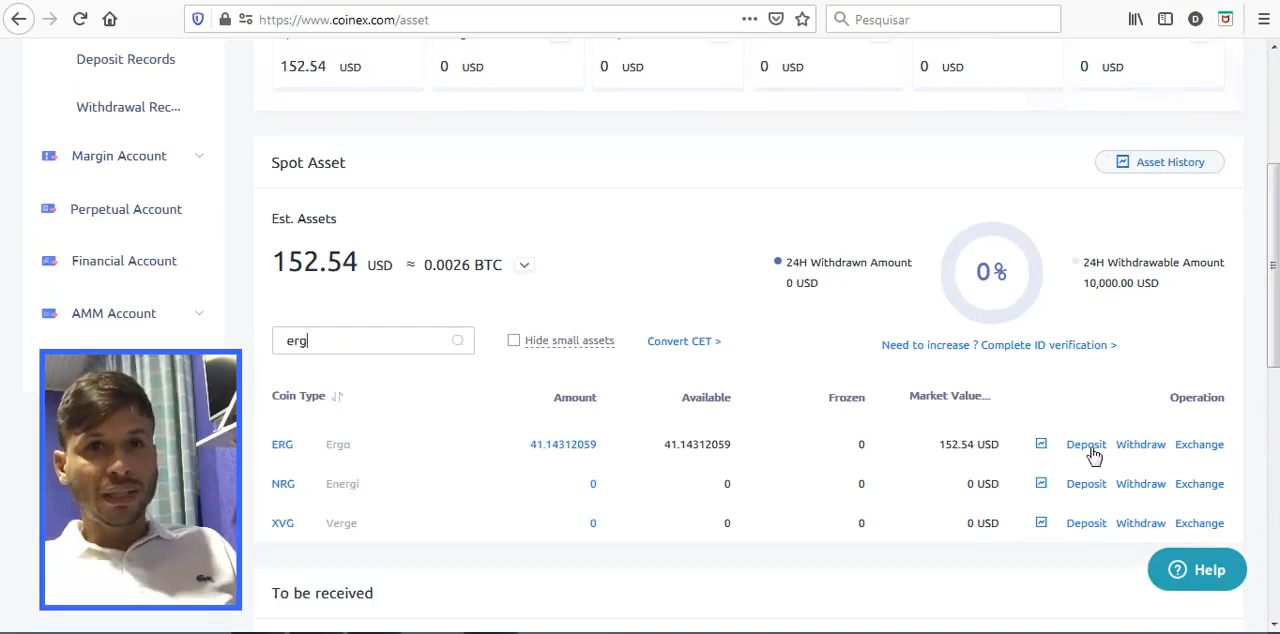 https://www.coinex.com/asset
Pesquisar
Deposit Records
Withdrawal Rec...
Margin Account
Perpetual Account
Financial Account
AMM Account
152.54 USD
0 USD
0 USD
0 USD
0 USD
0 USD
Spot Asset
Asset History
Est. Assets
152.54 USD ≈ 0.0026 BTC
24H Withdrawn Amount
0 USD
0%
24H Withdrawable Amount
10,000.00 USD
erg
Hide small assets
Convert CET >
Need to increase ? Complete ID verification >
Coin Type Amount Available Frozen Market Value... Operation
ERG Ergo 41.14312059 41.14312059 0 152.54 USD Deposit Withdraw Exchange
NRG Energi 0 0 0 0 USD Deposit Withdraw Exchange
XVG Verge 0 0 0 0 USD Deposit Withdraw Exchange
Help
To be received